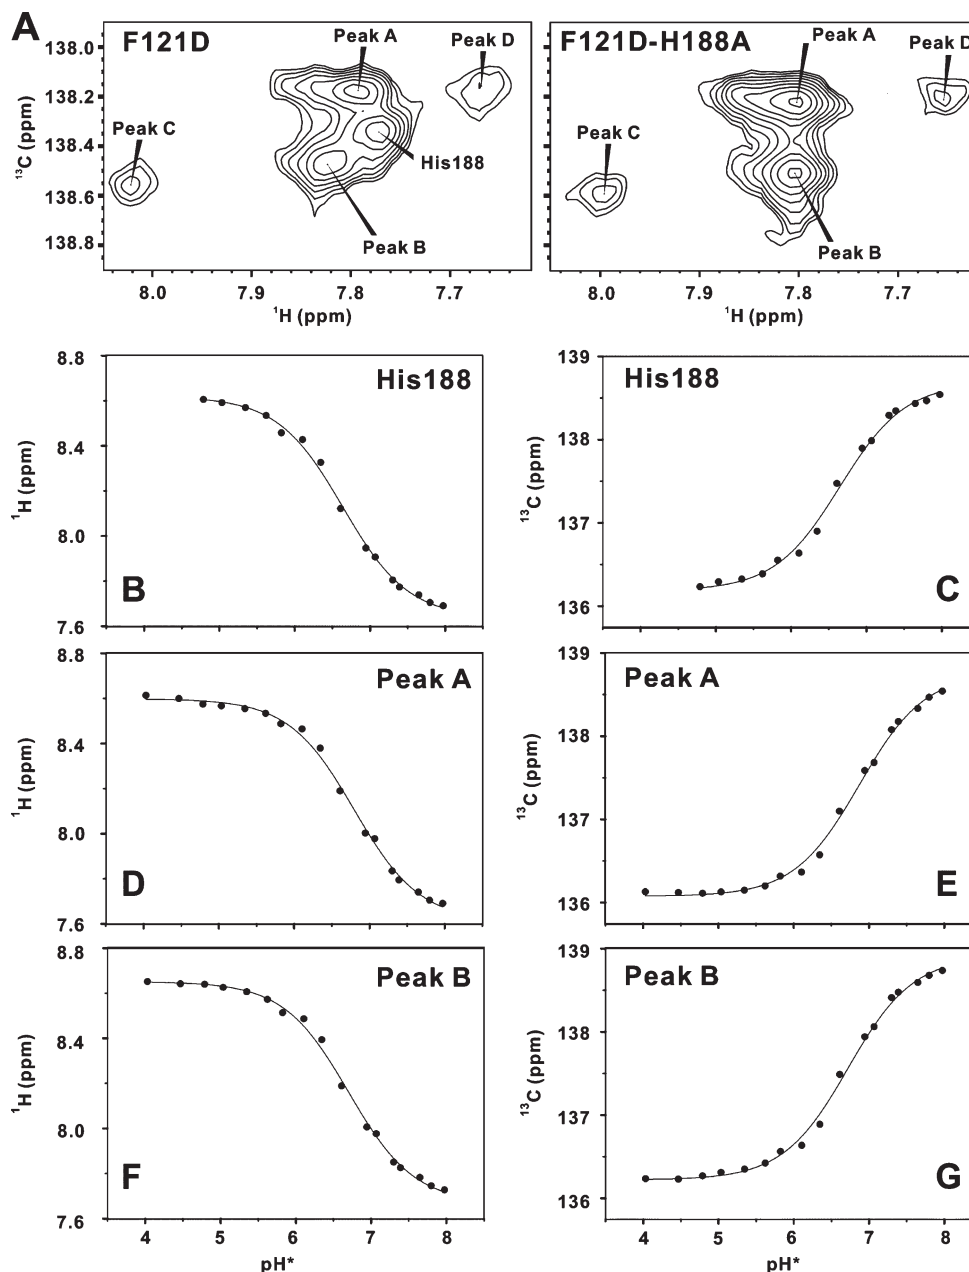 A
F121D
Peak A
Peak D
Peak C
His188
Peak B
138.0
138.2
138.4
138.6
138.8
¹³C (ppm)
8.0
7.8
7.7
¹H (ppm)
F121D-H188A
Peak A
Peak D
Peak C
Peak B
8.0
7.8
7.7
¹H (ppm)
His188
B
8.8
8.4
8.0
7.6
¹H (ppm)
His188
C
139
138
137
136
¹³C (ppm)
Peak A
D
8.8
8.4
8.0
7.6
¹H (ppm)
Peak A
E
139
138
137
136
¹³C (ppm)
Peak B
F
8.8
8.4
8.0
7.6
¹H (ppm)
4 5 6 7 8
pH*
Peak B
G
139
138
137
136
¹³C (ppm)
4 5 6 7 8
pH*